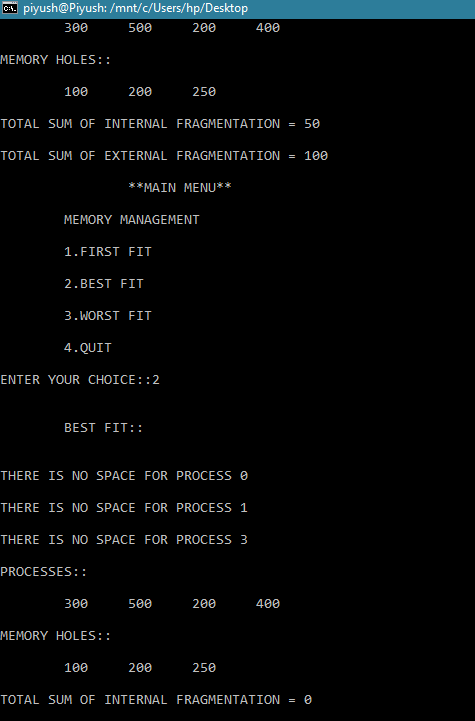 piyush@Piyush: /mnt/c/Users/hp/Desktop
300 500 200 400
MEMORY HOLES::
100 200 250
TOTAL SUM OF INTERNAL FRAGMENTATION = 50
TOTAL SUM OF EXTERNAL FRAGMENTATION = 100
**MAIN MENU**
MEMORY MANAGEMENT
1.FIRST FIT
2.BEST FIT
3.WORST FIT
4.QUIT
ENTER YOUR CHOICE::2
BEST FIT::
THERE IS NO SPACE FOR PROCESS 0
THERE IS NO SPACE FOR PROCESS 1
THERE IS NO SPACE FOR PROCESS 3
PROCESSES::
300 500 200 400
MEMORY HOLES::
100 200 250
TOTAL SUM OF INTERNAL FRAGMENTATION = 0